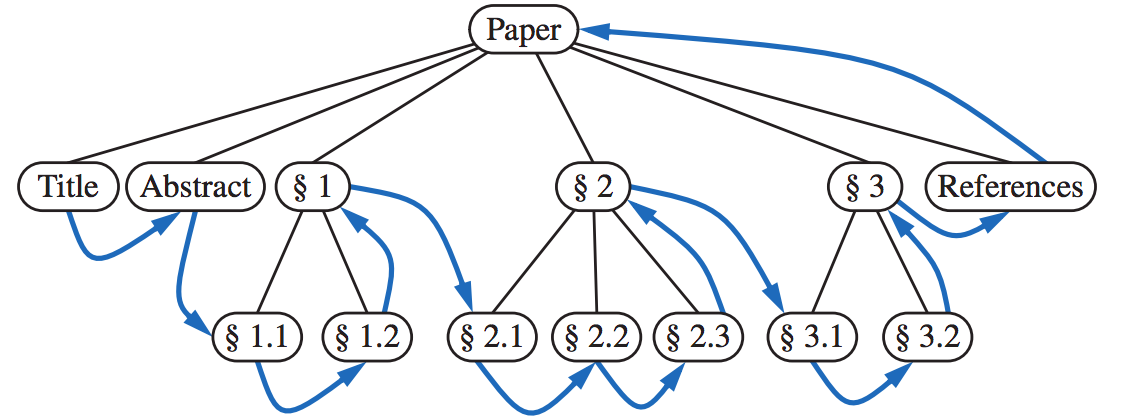 Paper
Title Abstract § 1 § 2 § 3 References
§ 1.1 § 1.2 § 2.1 § 2.2 § 2.3 § 3.1 § 3.2